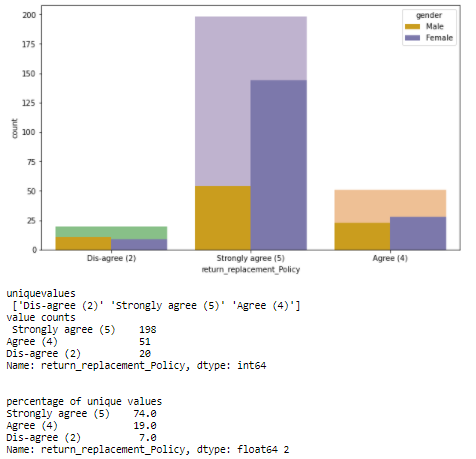 gender
Male
Female
200
175
150
125
100
75
50
25
0
count
Dis-agree (2) Strongly agree (5) Agree (4)
return_replacement_Policy
uniquevalues
['Dis-agree (2)' 'Strongly agree (5)' 'Agree (4)']
value counts
Strongly agree (5) 198
Agree (4) 51
Dis-agree (2) 20
Name: return_replacement_Policy, dtype: int64
percentage of unique values
Strongly agree (5) 74.0
Agree (4) 19.0
Dis-agree (2) 7.0
Name: return_replacement_Policy, dtype: float64 2